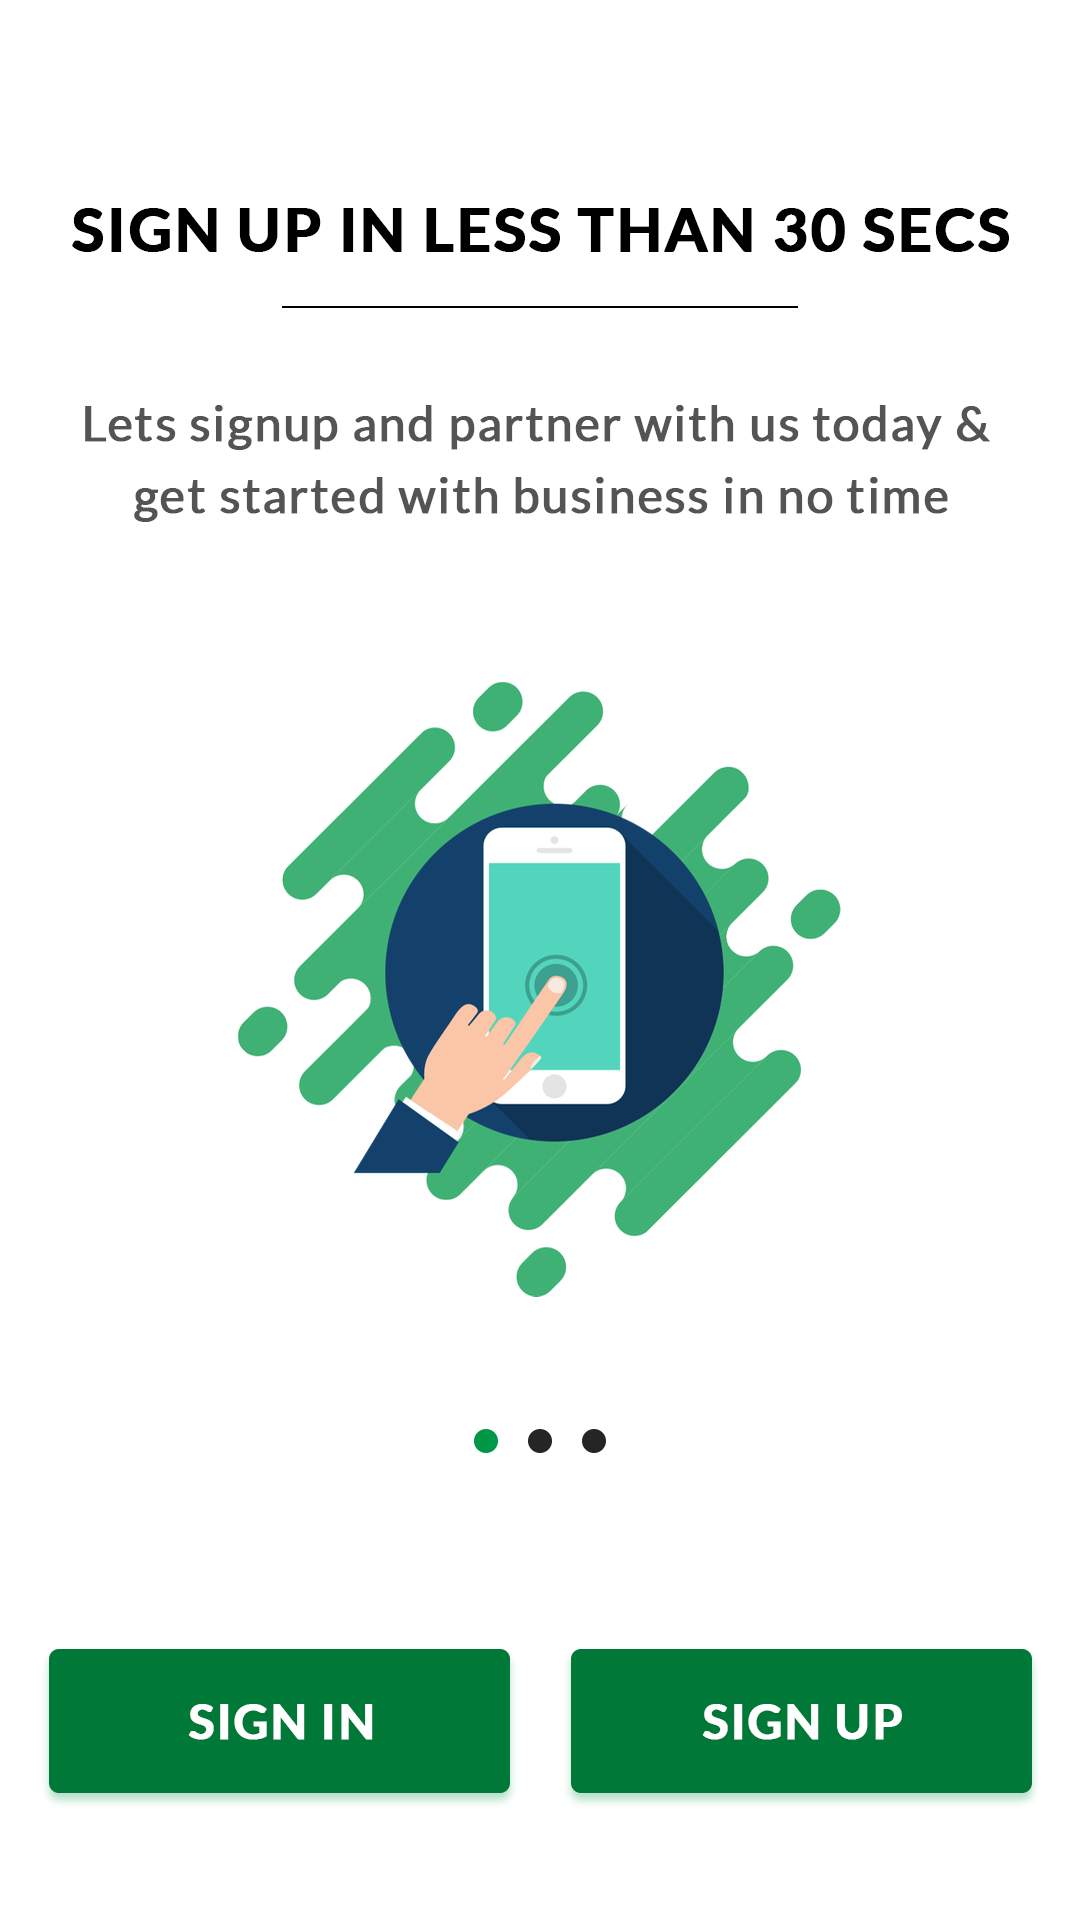 SIGN UP IN LESS THAN 30 SECS
Lets signup and partner with us today &
get started with business in no time
SIGN IN
SIGN UP